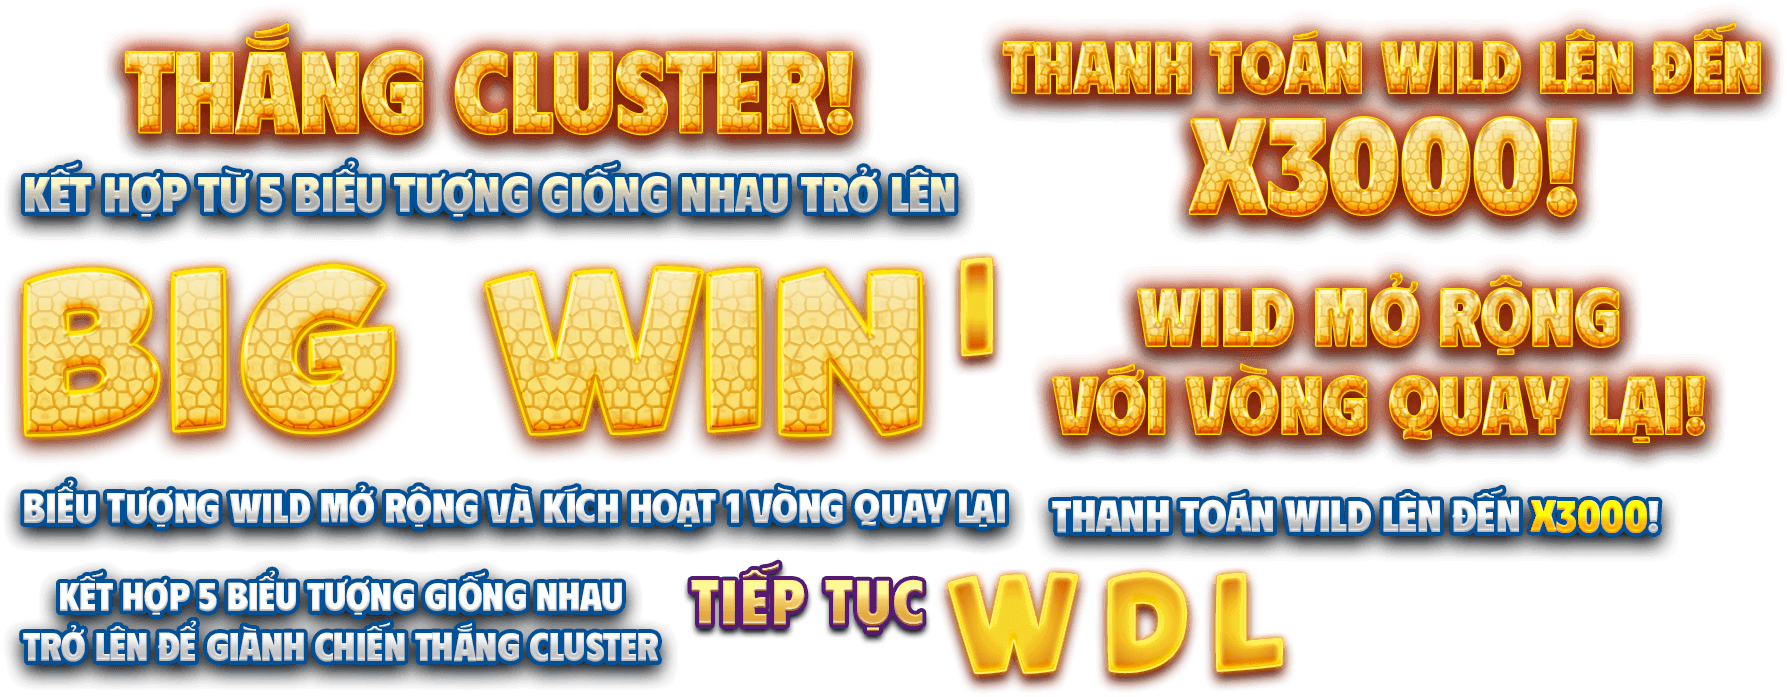 THẮNG CLUSTER!
KẾT HỢP TỪ 5 BIỂU TƯỢNG GIỐNG NHAU TRỞ LÊN
THANH TOÁN WILD LÊN ĐẾN
X3000!
BIG WIN
I
WILD MỞ RỘNG
VỚI VÒNG QUAY LẠI!
BIỂU TƯỢNG WILD MỞ RỘNG VÀ KÍCH HOẠT 1 VÒNG QUAY LẠI
THANH TOÁN WILD LÊN ĐẾN X3000!
KẾT HỢP 5 BIỂU TƯỢNG GIỐNG NHAU
TRỞ LÊN ĐỂ GIÀNH CHIẾN THẮNG CLUSTER
TIẾP TỤC
W D L